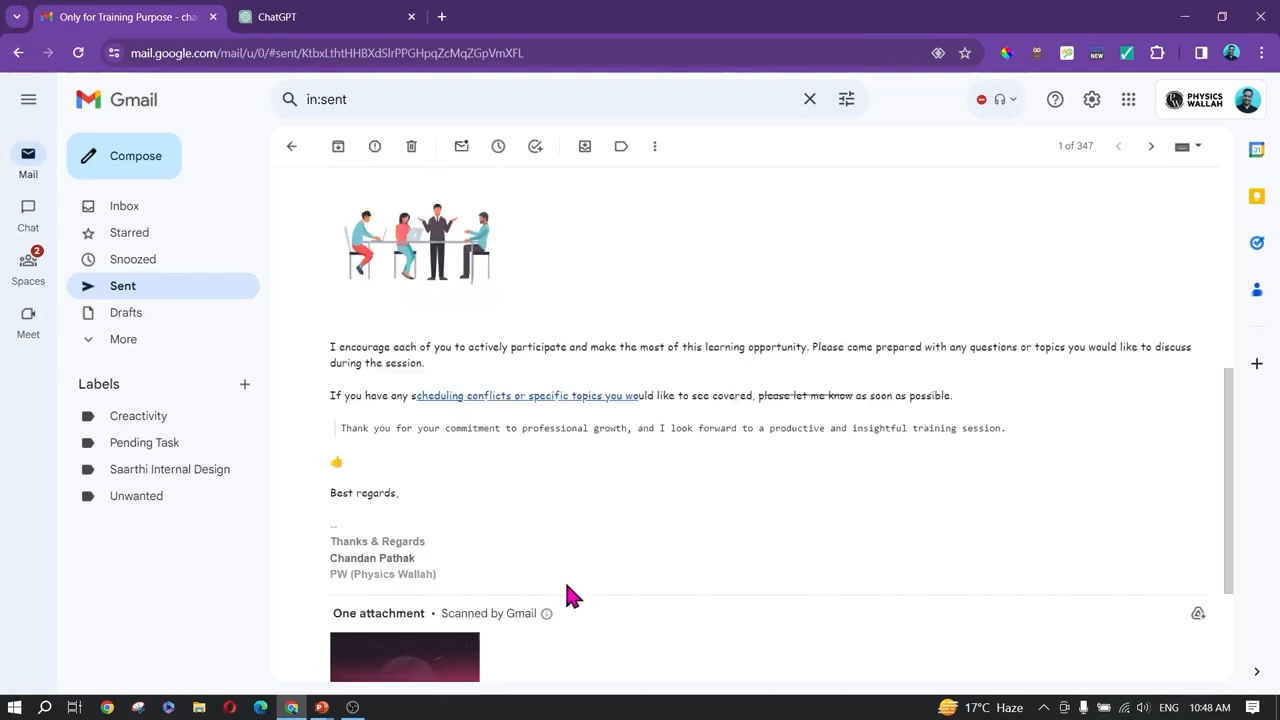 Only for Training Purpose - cha
ChatGPT
mail.google.com/mail/u/0/#sent/KtbxLthtHHBXdSlrPPGHpqZcMqZGpVmXFL
NEW
Gmail
in:sent
PHYSICS
WALLAH
Mail
Compose
1 of 347
Inbox
Chat
Starred
2
Snoozed
Spaces
Sent
Drafts
Meet
More
I encourage each of you to actively participate and make the most of this learning opportunity. Please come prepared with any questions or topics you would like to discuss
during the session.
Labels
If you have any scheduling conflicts or specific topics you would like to see covered, please let me know as soon as possible.
Creactivity
Thank you for your commitment to professional growth, and I look forward to a productive and insightful training session.
Pending Task
👍
Saarthi Internal Design
Best regards,
Unwanted
--
Thanks & Regards
Chandan Pathak
PW (Physics Wallah)
One attachment • Scanned by Gmail
17°C Haze
ENG
10:48 AM